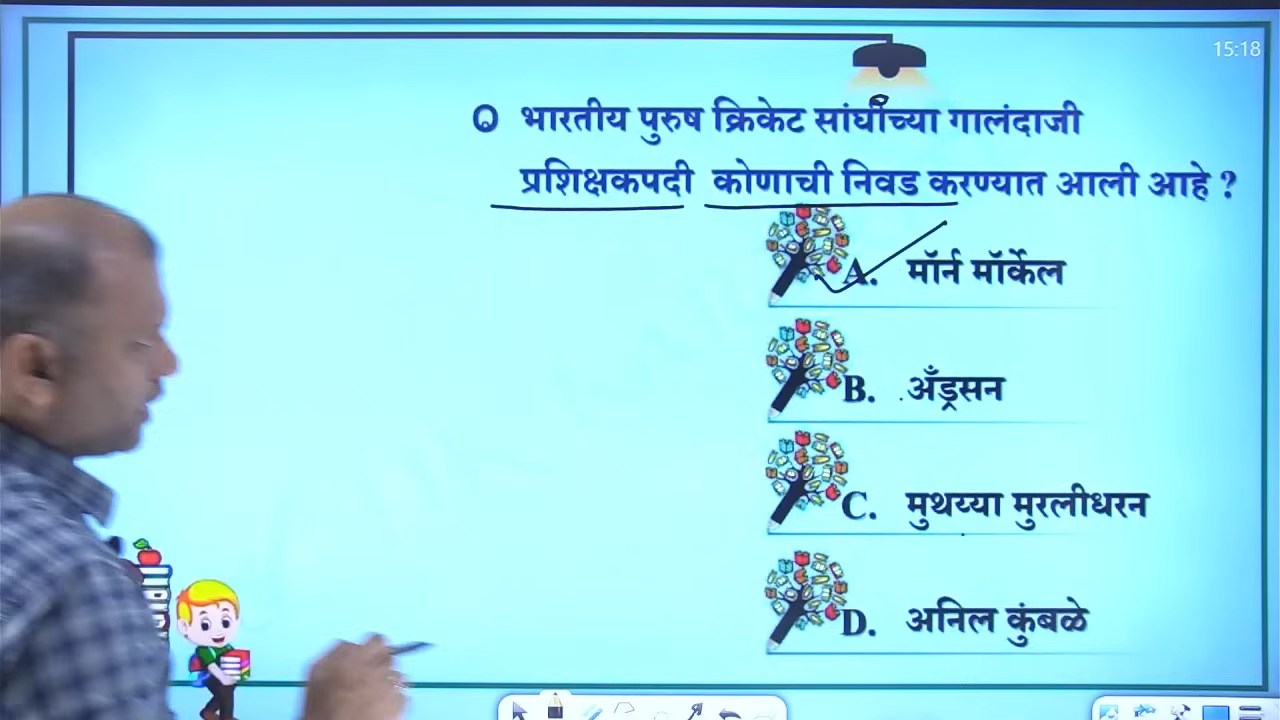 15:18
Q भारतीय पुरुष क्रिकेट सांघीच्या गालंदाजी
प्रशिक्षकपदी कोणाची निवड करण्यात आली आहे ?
A. मॉर्न मॉर्केल
B. अँड्रसन
C. मुथय्या मुरलीधरन
D. अनिल कुंबळे